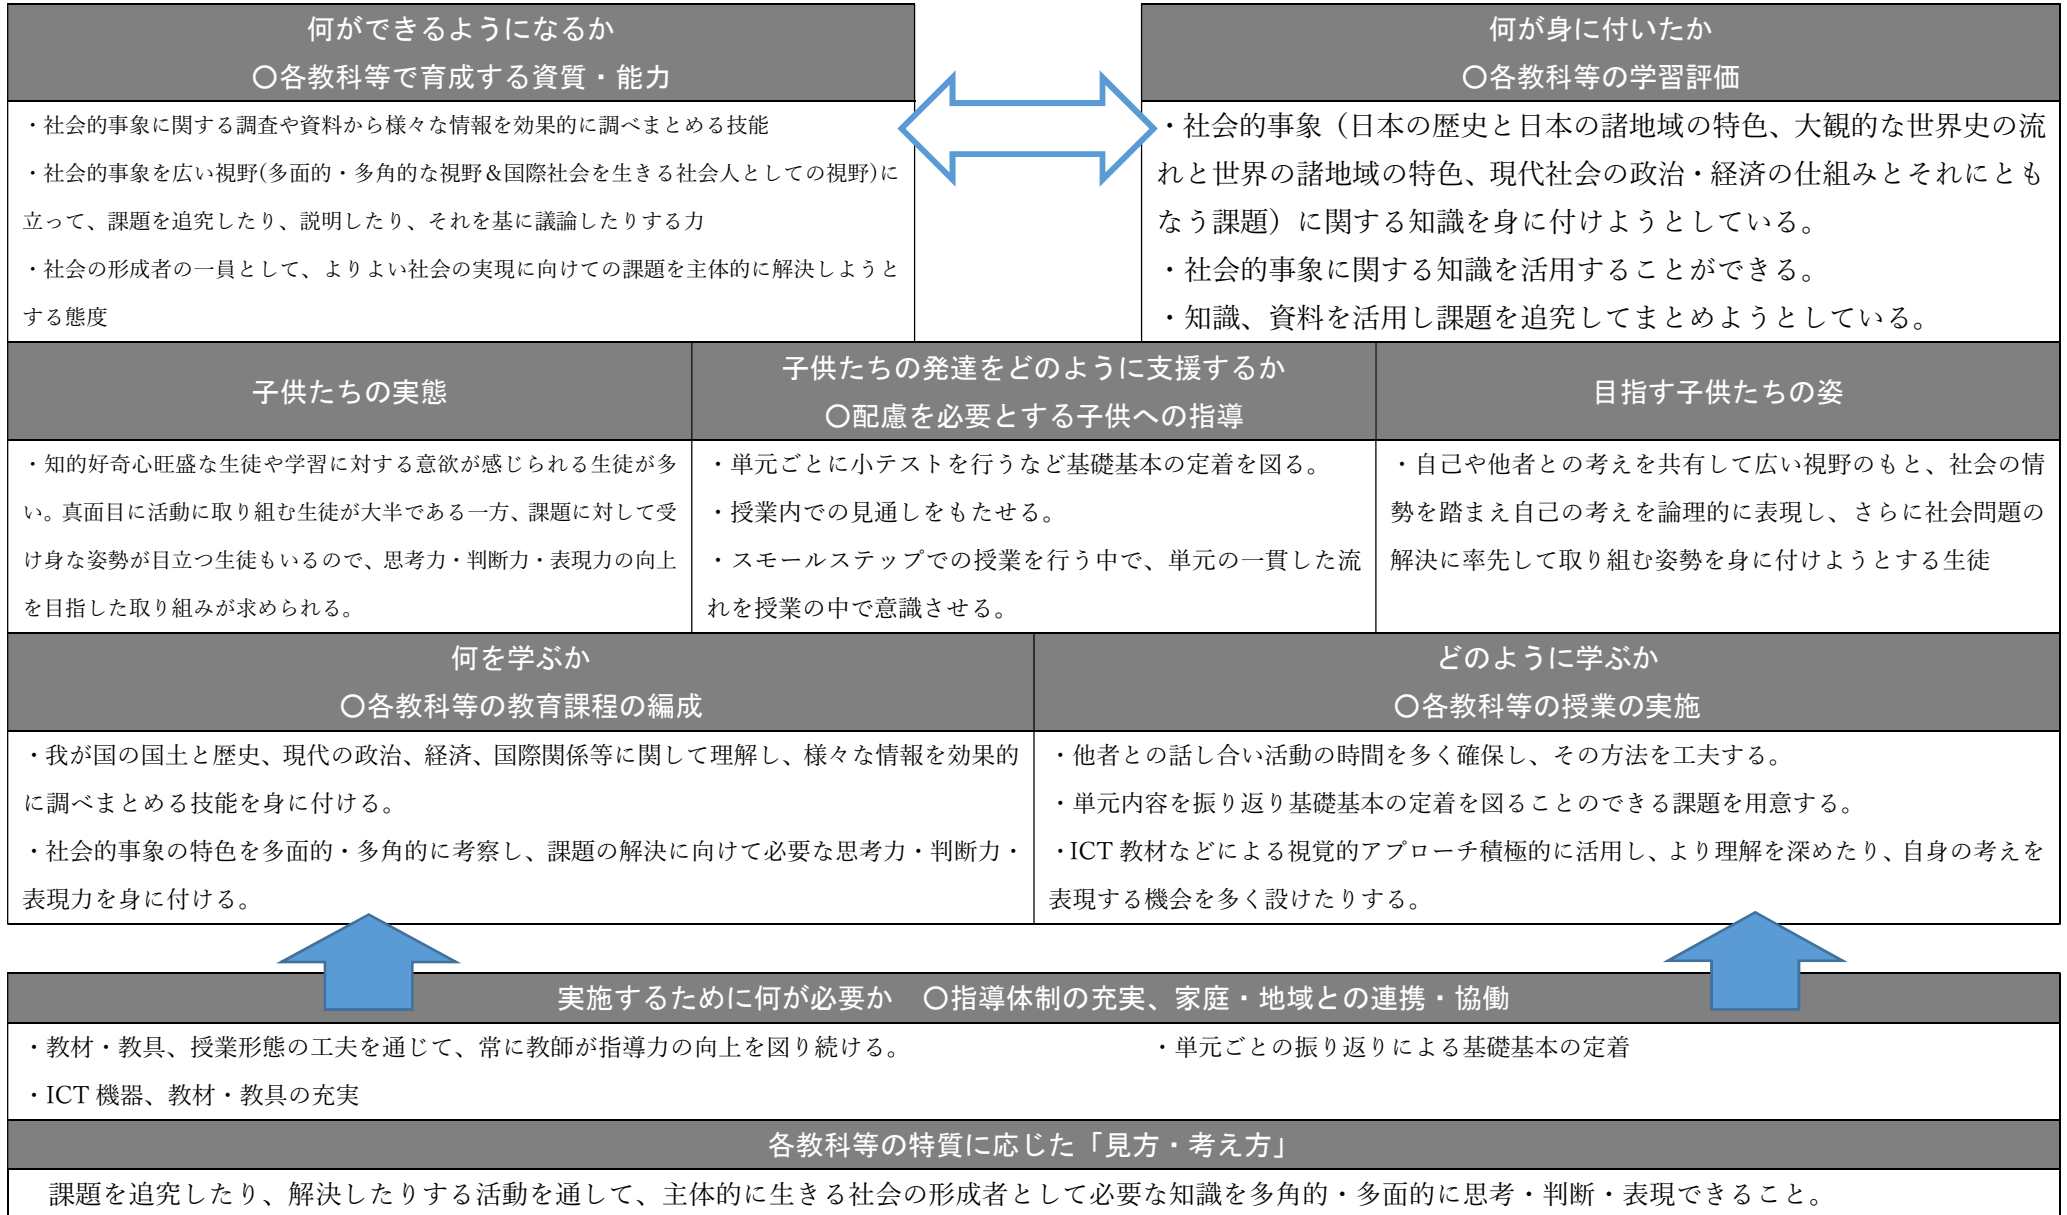 何ができるようになるか
〇各教科等で育成する資質・能力
・社会的事象に関する調査や資料から様々な情報を効果的に調べまとめる技能
・社会的事象を広い視野(多面的・多角的な視野＆国際社会を生きる社会人としての視野)に
立って、課題を追究したり、説明したり、それを基に議論したりする力
・社会の形成者の一員として、よりよい社会の実現に向けての課題を主体的に解決しようと
する態度
何が身に付いたか
〇各教科等の学習評価
・社会的事象（日本の歴史と日本の諸地域の特色、大観的な世界史の流
れと世界の諸地域の特色、現代社会の政治・経済の仕組みとそれにとも
なう課題）に関する知識を身に付けようとしている。
・社会的事象に関する知識を活用することができる。
・知識、資料を活用し課題を追究してまとめようとしている。
子供たちの実態
・知的好奇心旺盛な生徒や学習に対する意欲が感じられる生徒が多
い。真面目に活動に取り組む生徒が大半である一方、課題に対して受
け身な姿勢が目立つ生徒もいるので、思考力・判断力・表現力の向上
を目指した取り組みが求められる。
子供たちの発達をどのように支援するか
〇配慮を必要とする子供への指導
・単元ごとに小テストを行うなど基礎基本の定着を図る。
・授業内での見通しをもたせる。
・スモールステップでの授業を行う中で、単元の一貫した流
れを授業の中で意識させる。
目指す子供たちの姿
・自己や他者との考えを共有して広い視野のもと、社会の情
勢を踏まえ自己の考えを論理的に表現し、さらに社会問題の
解決に率先して取り組む姿勢を身に付けようとする生徒
何を学ぶか
〇各教科等の教育課程の編成
・我が国の国土と歴史、現代の政治、経済、国際関係等に関して理解し、様々な情報を効果的
に調べまとめる技能を身に付ける。
・社会的事象の特色を多面的・多角的に考察し、課題の解決に向けて必要な思考力・判断力・
表現力を身に付ける。
どのように学ぶか
〇各教科等の授業の実施
・他者との話し合い活動の時間を多く確保し、その方法を工夫する。
・単元内容を振り返り基礎基本の定着を図ることのできる課題を用意する。
・ICT 教材などによる視覚的アプローチ積極的に活用し、より理解を深めたり、自身の考えを
表現する機会を多く設けたりする。
実施するために何が必要か　〇指導体制の充実、家庭・地域との連携・協働
・教材・教具、授業形態の工夫を通じて、常に教師が指導力の向上を図り続ける。　・単元ごとの振り返りによる基礎基本の定着
・ICT 機器、教材・教具の充実
各教科等の特質に応じた「見方・考え方」
課題を追究したり、解決したりする活動を通して、主体的に生きる社会の形成者として必要な知識を多角的・多面的に思考・判断・表現できること。